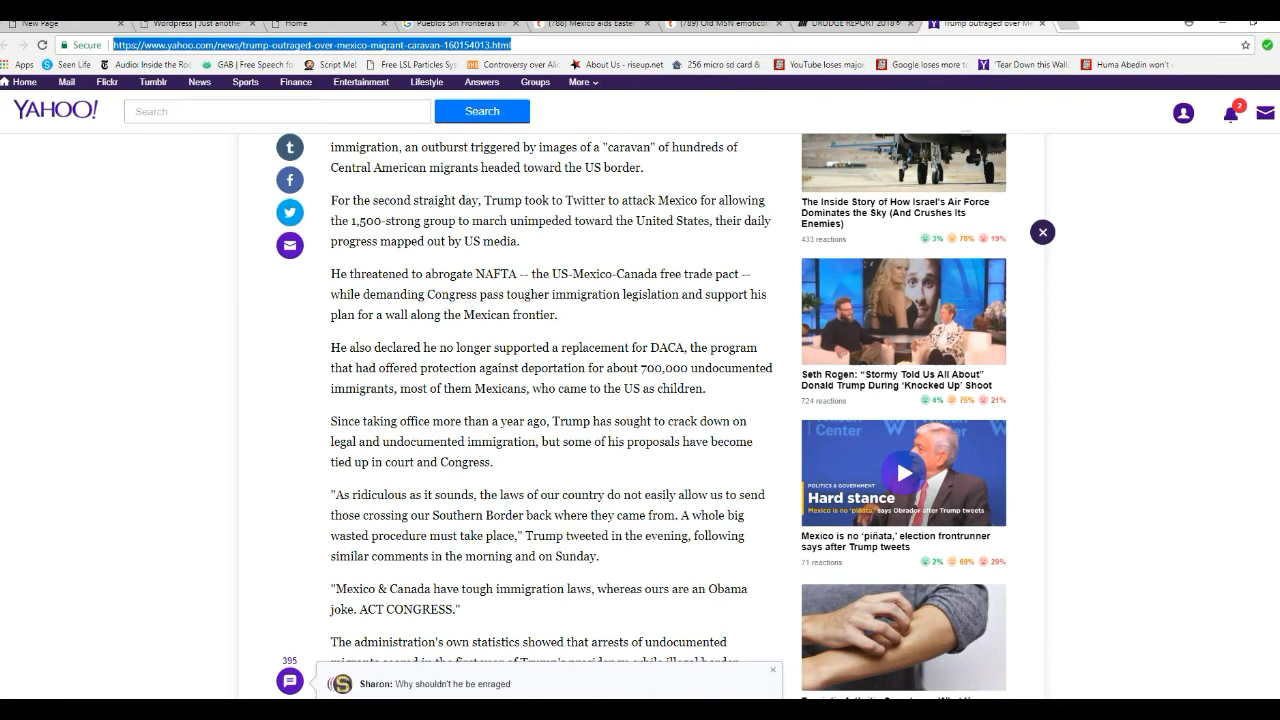 New Page
Wordpress | Just another
Home
Pueblos Sin Fronteras tr
(788) Mexico aids Easter
(789) Old MSN emoticon
DRUDGE REPORT 2018
Trump outraged over Me
Secure
https://www.yahoo.com/news/trump-outraged-over-mexico-migrant-caravan-160154013.html
Apps
Seen Life
Audio: Inside the Ro
GAB | Free Speech fo
Script Me!
Free LSL Scripts Sy
Controversy over Ali
About Us - riseup.net
256 micro sd card &
YouTube loses major
Google loses more t
'Tear Down this Wall
Huma Abedin won't
Home
Mail
Flickr
Tumblr
News
Sports
Finance
Entertainment
Lifestyle
Answers
Groups
More
YAHOO!
Search
Search
2
immigration, an outburst triggered by images of a "caravan" of hundreds of
Central American migrants headed toward the US border.
For the second straight day, Trump took to Twitter to attack Mexico for allowing
the 1,500-strong group to march unimpeded toward the United States, their daily
progress mapped out by US media.
He threatened to abrogate NAFTA -- the US-Mexico-Canada free trade pact --
while demanding Congress pass tougher immigration legislation and support his
plan for a wall along the Mexican frontier.
He also declared he no longer supported a replacement for DACA, the program
that had offered protection against deportation for about 700,000 undocumented
immigrants, most of them Mexicans, who came to the US as children.
Since taking office more than a year ago, Trump has sought to crack down on
legal and undocumented immigration, but some of his proposals have become
tied up in court and Congress.
"As ridiculous as it sounds, the laws of our country do not easily allow us to send
those crossing our Southern Border back where they came from. A whole big
wasted procedure must take place," Trump tweeted in the evening, following
similar comments in the morning and on Sunday.
"Mexico & Canada have tough immigration laws, whereas ours are an Obama
joke. ACT CONGRESS."
The administration's own statistics showed that arrests of undocumented
395
Sharon: Why shouldn't he be enraged
The Inside Story of How Israel's Air Force
Dominates the Sky (And Crushes Its
Enemies)
433 reactions
3%
78%
19%
Seth Rogen: "Stormy Told Us All About"
Donald Trump During 'Knocked Up' Shoot
724 reactions
4%
75%
21%
Center
POLITICS & GOVERNMENT
Hard stance
Mexico is no 'piñata,' says Obrador after Trump tweets
Mexico is no 'piñata,' election frontrunner
says after Trump tweets
71 reactions
2%
69%
29%